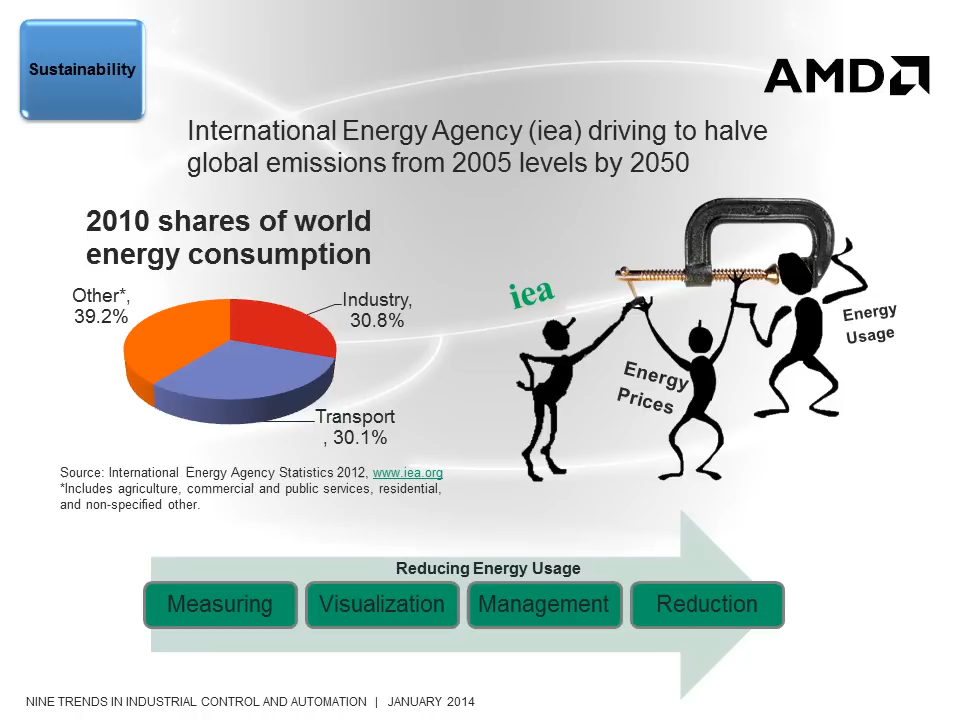 Sustainability
AMD
International Energy Agency (iea) driving to halve
global emissions from 2005 levels by 2050
2010 shares of world
energy consumption
Other*,
39.2%
Industry,
30.8%
Transport
, 30.1%
iea
Energy
Prices
Energy
Usage
Source: International Energy Agency Statistics 2012, www.iea.org
*Includes agriculture, commercial and public services, residential,
and non-specified other.
Reducing Energy Usage
Measuring
Visualization
Management
Reduction
NINE TRENDS IN INDUSTRIAL CONTROL AND AUTOMATION | JANUARY 2014